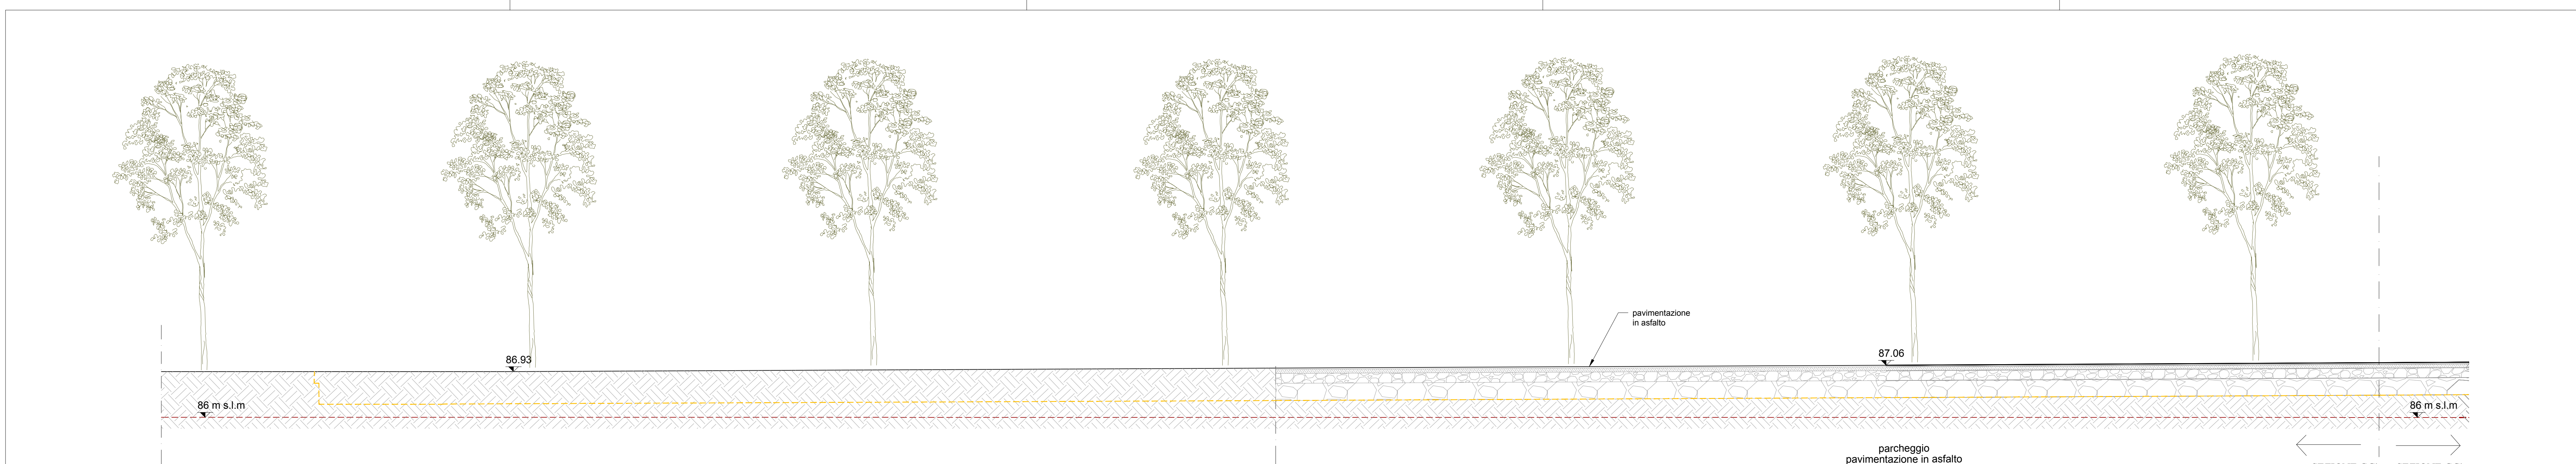 pavimentazione
in asfalto
86.93
87.06
86 m s.l.m
86 m s.l.m
parcheggio
pavimentazione in asfalto